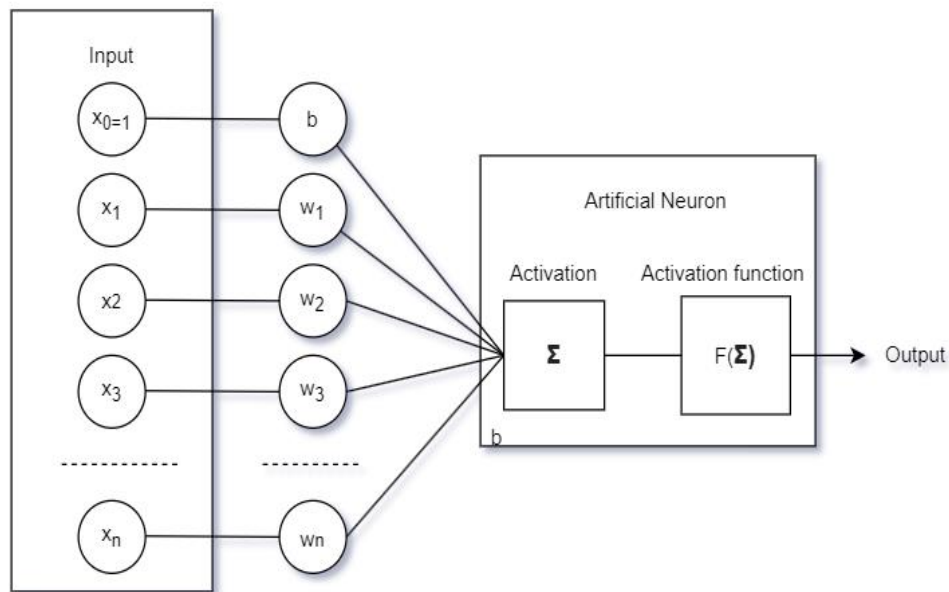 Input
x0=1
b
x1
w1
Artificial Neuron
Activation
Activation function
x2
w2
Σ
F(Σ)
Output
x3
w3
b
xn
wn